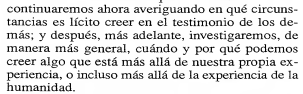 continuaremos ahora averiguando en qué circuns-
tancias es lícito creer en el testimonio de los de-
más; y después, más adelante, investigaremos, de
manera más general, cuándo y por qué podemos
creer algo que está más allá de nuestra propia ex-
periencia, o incluso más allá de la experiencia de la
humanidad.